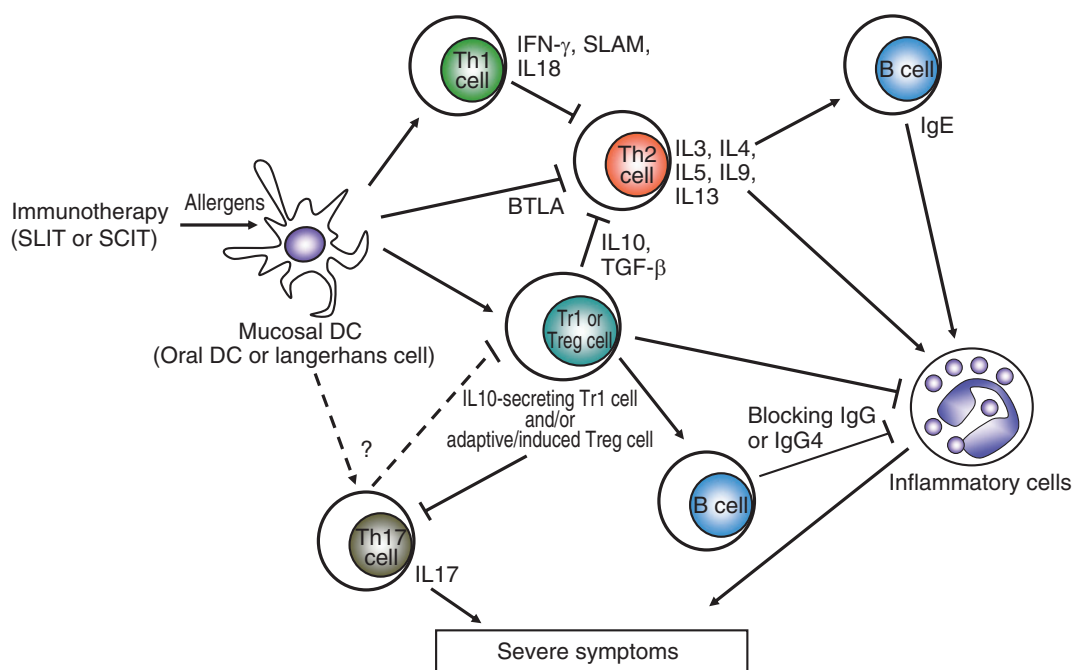 Th1
cell
IFN-γ, SLAM,
IL18
B cell
IgE
Th2
cell
IL3, IL4,
IL5, IL9,
IL13
Immunotherapy
(SLIT or SCIT)
Allergens
BTLA
IL10,
TGF-β
Mucosal DC
(Oral DC or langerhans cell)
Tr1 or
Treg cell
IL10-secreting Tr1 cell
and/or
adaptive/induced Treg cell
Blocking IgG
or IgG4
Inflammatory cells
?
B cell
Th17
cell
IL17
Severe symptoms